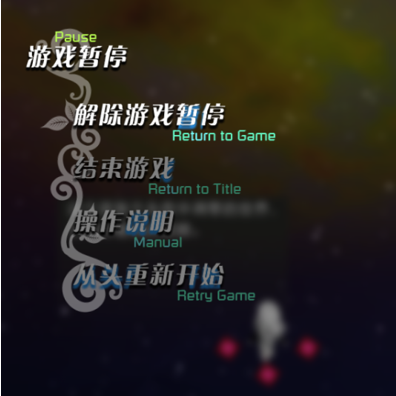 Pause
游戏暂停
解除游戏暂停
Return to Game
结束游戏
Return to Title
操作说明
Manual
从头重新开始
Retry Game